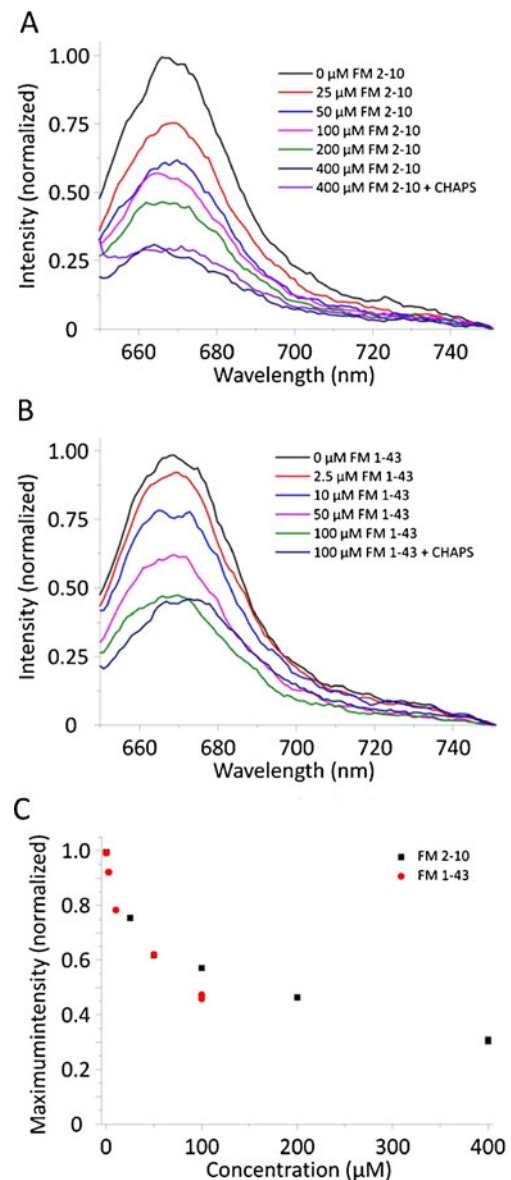 A
1.00
0.75
0.50
0.25
0
Intensity (normalized)
0 µM FM 2-10
25 µM FM 2-10
50 µM FM 2-10
100 µM FM 2-10
200 µM FM 2-10
400 µM FM 2-10
400 µM FM 2-10 + CHAPS
660 680 700 720 740
Wavelength (nm)
B
1.00
0.75
0.50
0.25
0
Intensity (normalized)
0 µM FM 1-43
2.5 µM FM 1-43
10 µM FM 1-43
50 µM FM 1-43
100 µM FM 1-43
100 µM FM 1-43 + CHAPS
660 680 700 720 740
Wavelength (nm)
C
1.0
0.8
0.6
0.4
0.2
0
Maximumintensity (normalized)
FM 2-10
FM 1-43
0 100 200 300 400
Concentration (µM)